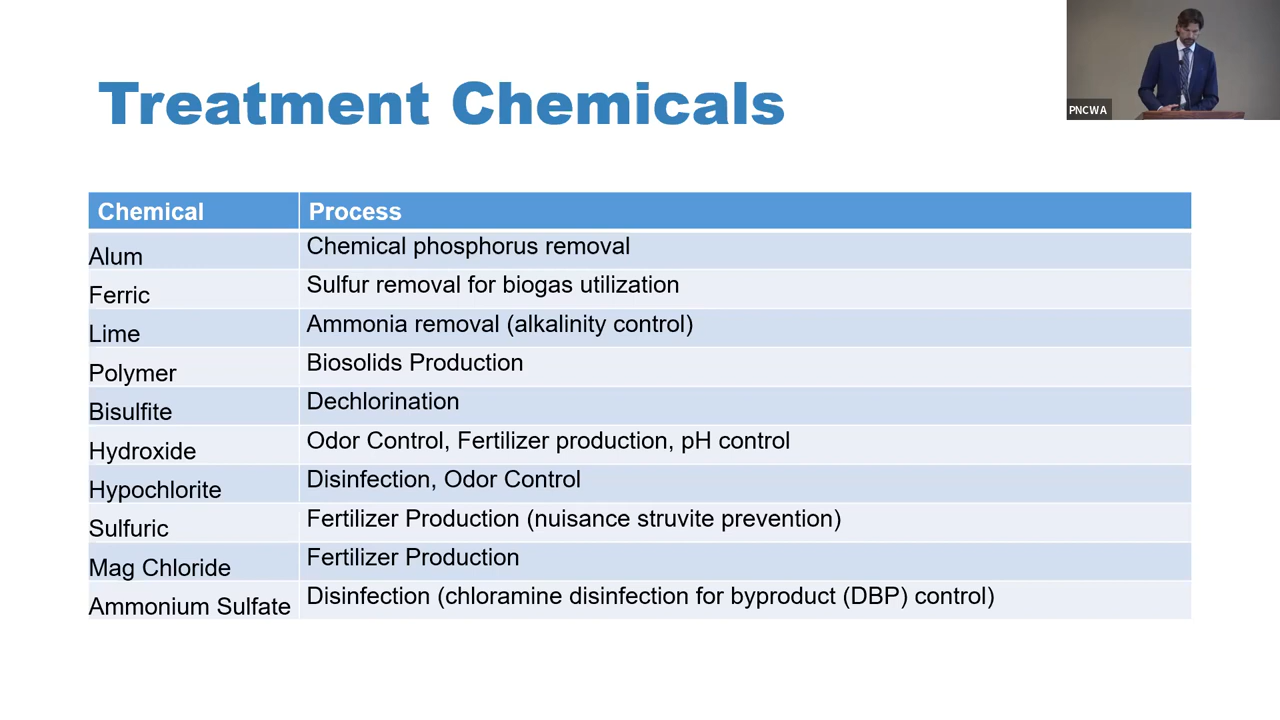 PNCWA
Treatment Chemicals
Chemical Process
Alum Chemical phosphorus removal
Ferric Sulfur removal for biogas utilization
Lime Ammonia removal (alkalinity control)
Polymer Biosolids Production
Bisulfite Dechlorination
Hydroxide Odor Control, Fertilizer production, pH control
Hypochlorite Disinfection, Odor Control
Sulfuric Fertilizer Production (nuisance struvite prevention)
Mag Chloride Fertilizer Production
Ammonium Sulfate Disinfection (chloramine disinfection for byproduct (DBP) control)